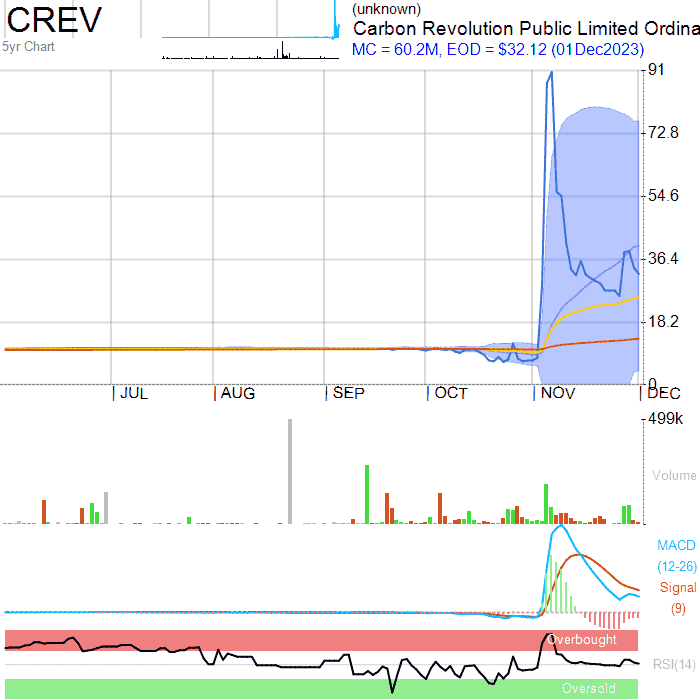 CREV
(unknown)
Carbon Revolution Public Limited Ordina
5yr Chart
MC = 60.2M, EOD = $32.12 (01Dec2023)
91
72.8
54.6
36.4
18.2
0
JUL AUG SEP OCT NOV DEC
499k
Volume
MACD
(12-26)
Signal
(9)
Overbought
RSI(14)
Oversold